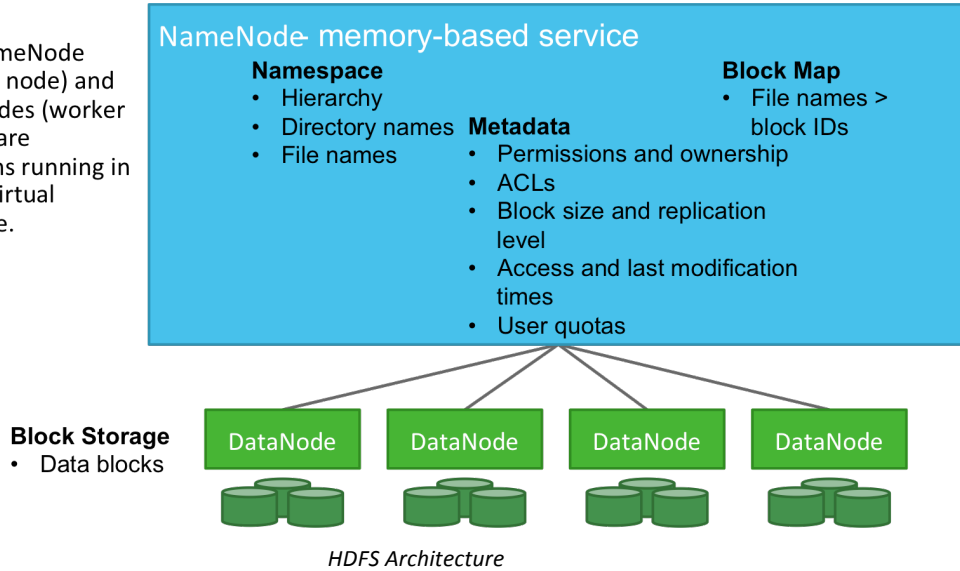 NameNode- memory-based service
meNode
node) and
des (worker
are
ns running in
irtual
e.
Namespace
• Hierarchy
• Directory names
• File names
Metadata
• Permissions and ownership
• ACLs
• Block size and replication
level
• Access and last modification
times
• User quotas
Block Map
• File names >
block IDs
Block Storage
• Data blocks
DataNode
DataNode
DataNode
DataNode
HDFS Architecture